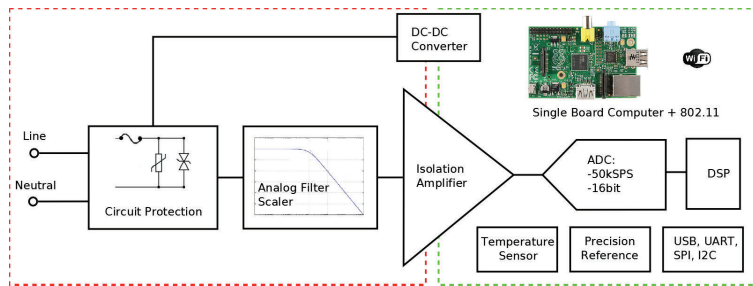 DC-DC
Converter
WiFi
Single Board Computer + 802.11
Line
Neutral
Circuit Protection
Analog Filter
Scaler
Isolation
Amplifier
ADC:
-50kSPS
-16bit
DSP
Temperature
Sensor
Precision
Reference
USB, UART,
SPI, I2C